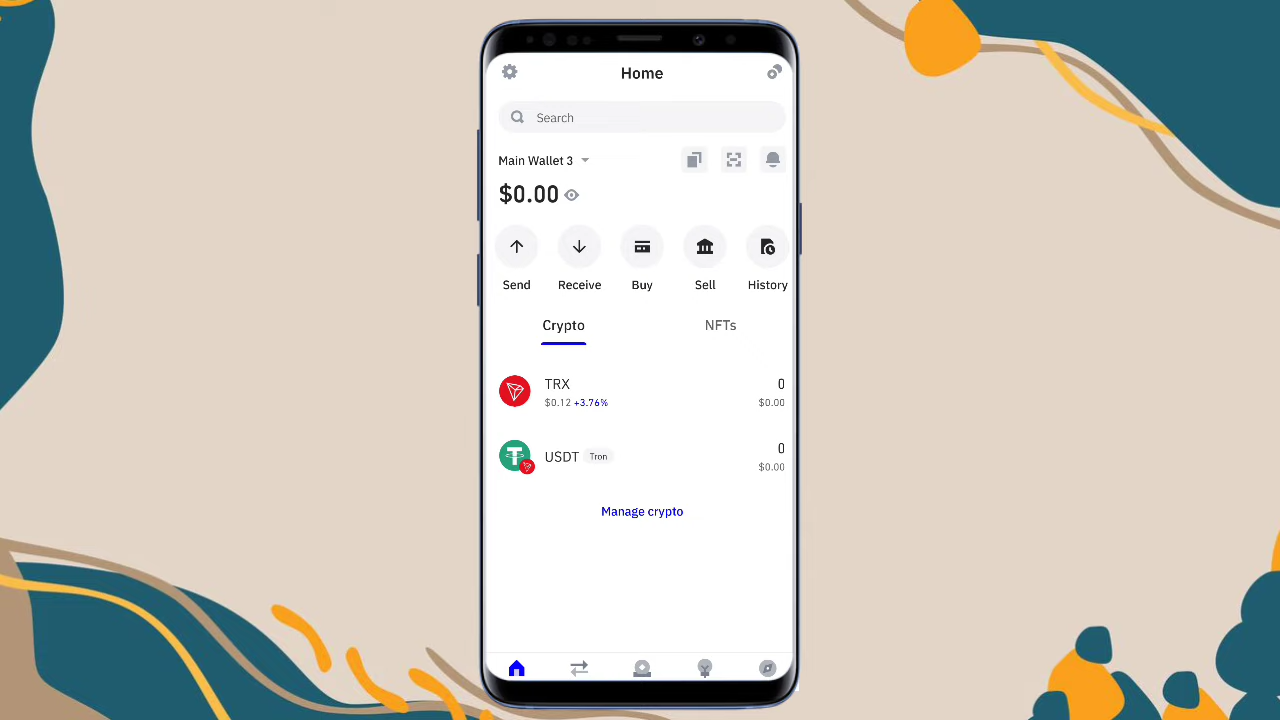 Home
Search
Main Wallet 3
$0.00
Send Receive Buy Sell History
Crypto NFTs
TRX 0
$0.12 +3.76% $0.00
USDT Tron 0
$0.00
Manage crypto